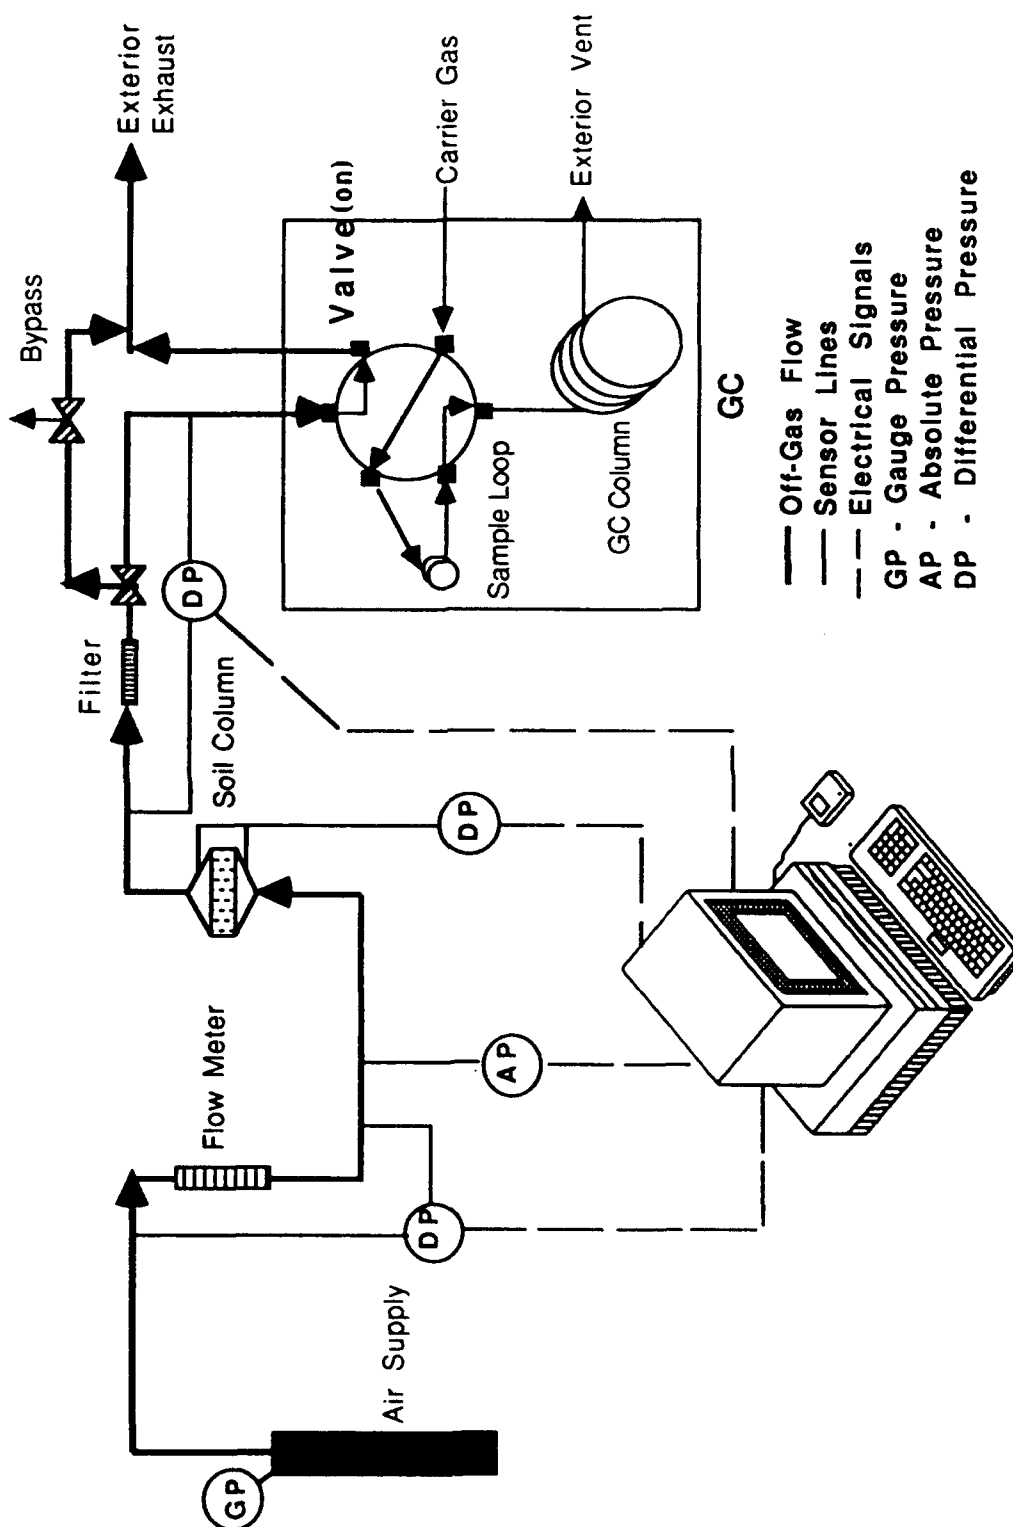 Bypass
Exterior
Exhaust
Filter
DP
Valve(on)
Carrier Gas
Soil Column
Sample Loop
Exterior Vent
GC Column
GC
Flow Meter
DP
AP
DP
GP
Air Supply
Off-Gas Flow
Sensor Lines
Electrical Signals
GP - Gauge Pressure
AP - Absolute Pressure
DP - Differential Pressure